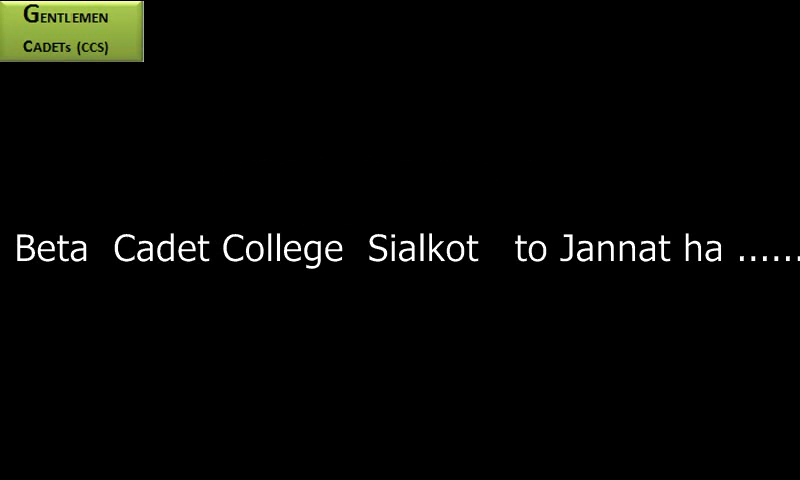 GENTLEMEN
CADETs (CCS)
Beta Cadet College Sialkot to Jannat ha ......